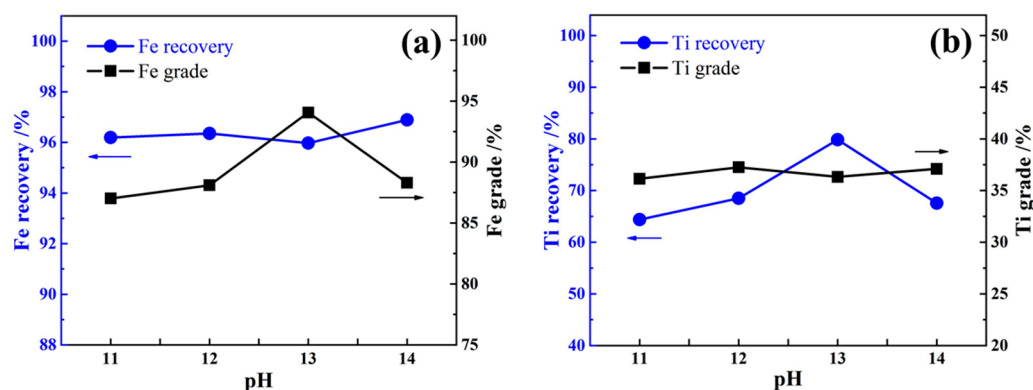 (a)
Fe recovery
Fe grade
Fe recovery /%
100
98
96
94
92
90
88
100
95
90
85
80
75
Fe grade /%
11 12 13 14
pH
(b)
Ti recovery
Ti grade
Ti recovery /%
100
90
80
70
60
50
40
50
45
40
35
30
25
20
Ti grade /%
11 12 13 14
pH